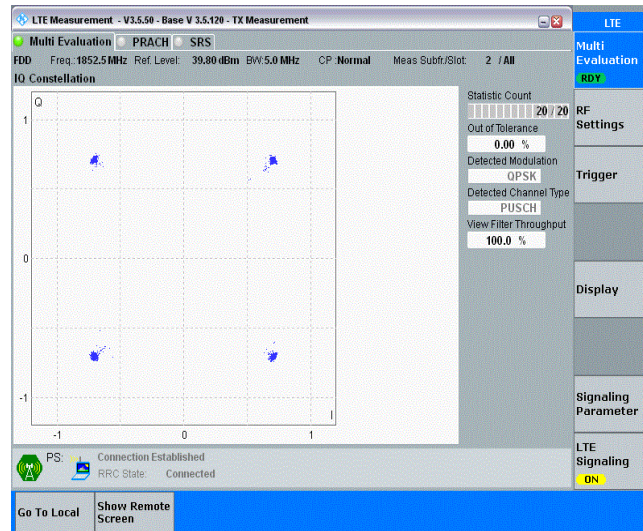 LTE Measurement - V3.5.50 - Base V 3.5.120 - TX Measurement
LTE
Multi Evaluation PRACH SRS
FDD Freq.: 1852.5 MHz Ref. Level: 39.80 dBm BW: 5.0 MHz CP: Normal Meas Subfr./Slot: 2 / All
IQ Constellation
Q
1
0
-1
I
-1 0 1
Statistic Count
20 / 20
Out of Tolerance
0.00 %
Detected Modulation
QPSK
Detected Channel Type
PUSCH
View Filter Throughput
100.0 %
PS: Connection Established
RRC State: Connected
A
Multi
Evaluation
RDY
RF
Settings
Trigger
Display
Signaling
Parameter
LTE
Signaling
ON
Go To Local
Show Remote
Screen